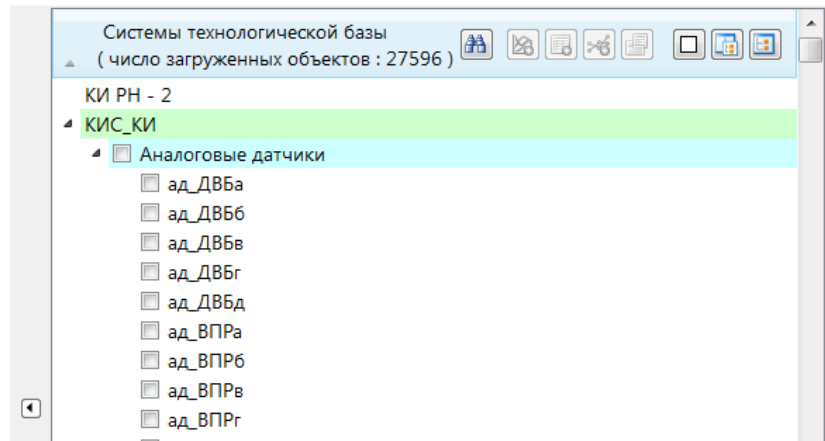 Системы технологической базы
( число загруженных объектов : 27596 )
КИ РН - 2
КИС_КИ
Аналоговые датчики
ад_ДВБа
ад_ДВБб
ад_ДВБв
ад_ДВБг
ад_ДВБд
ад_ВПРа
ад_ВПРб
ад_ВПРв
ад_ВПРг